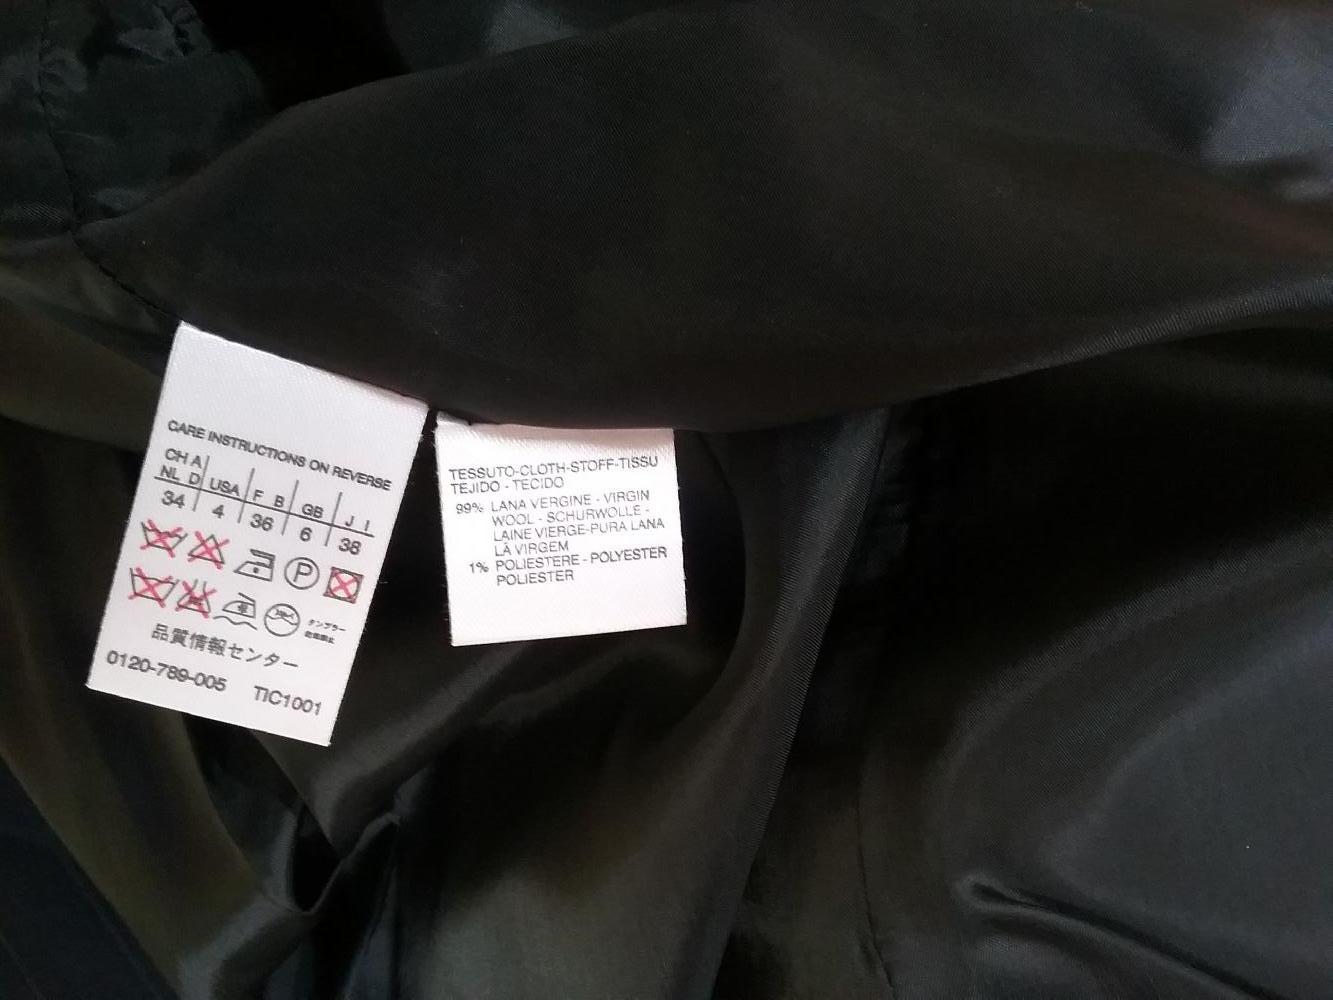 CARE INSTRUCTIONS ON REVERSE
CH A
NL D USA F B GB J I
34 4 36 6 38
P
品質情報センター
0120-789-005 TIC1001
TESSUTO-CLOTH-STOFF-TISSU
TEJIDO - TECIDO
99% LANA VERGINE - VIRGIN
WOOL - SCHURWOLLE -
LAINE VIERGE-PURA LANA
LÃ VIRGEM
1% POLIESTERE - POLYESTER
POLIESTER